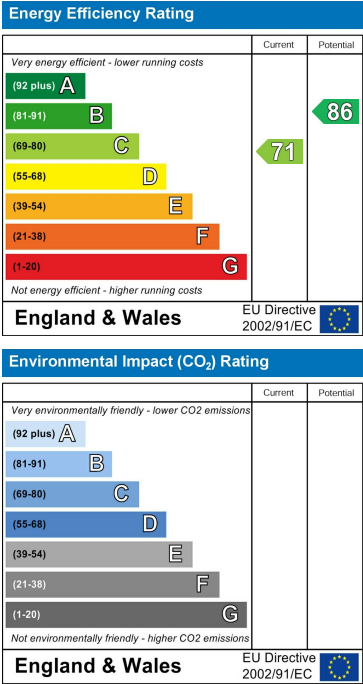 Energy Efficiency Rating
Current Potential
Very energy efficient - lower running costs
(92 plus) A
(81-91) B
(69-80) C
(55-68) D
(39-54) E
(21-38) F
(1-20) G
71
86
Not energy efficient - higher running costs
England & Wales
EU Directive
2002/91/EC
Environmental Impact (CO₂) Rating
Current Potential
Very environmentally friendly - lower CO2 emissions
(92 plus) A
(81-91) B
(69-80) C
(55-68) D
(39-54) E
(21-38) F
(1-20) G
Not environmentally friendly - higher CO2 emissions
England & Wales
EU Directive
2002/91/EC